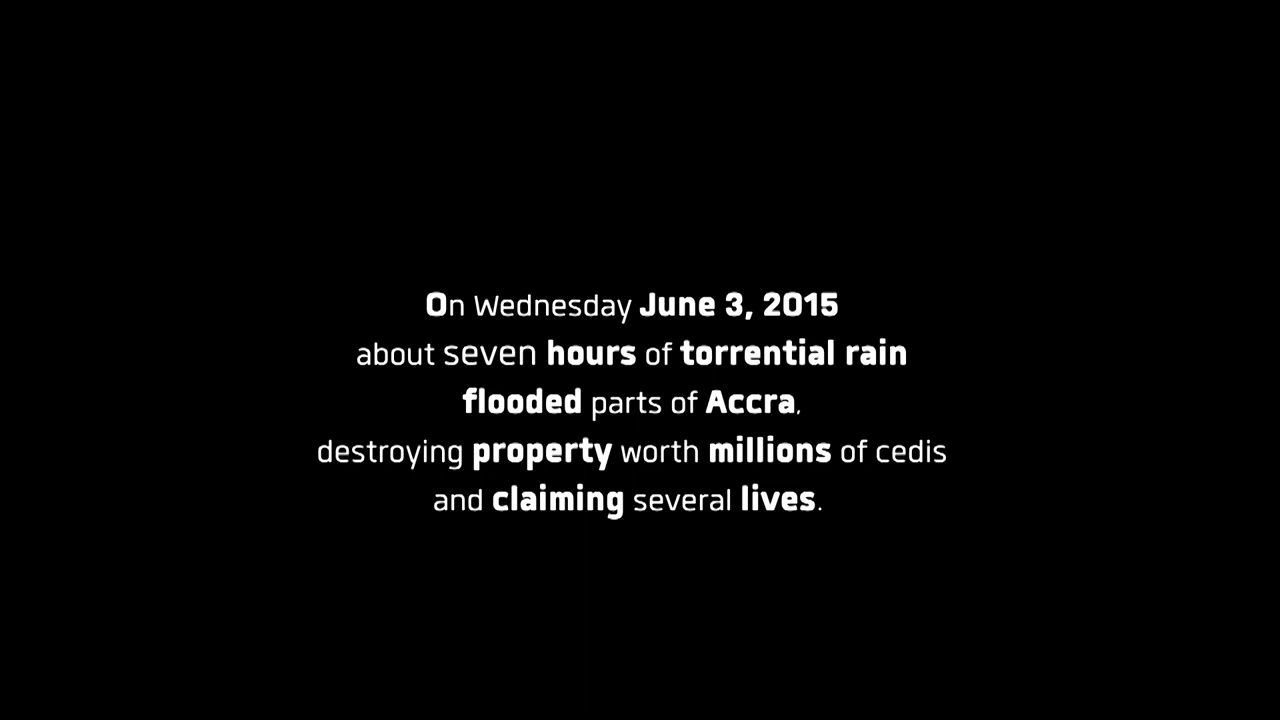 On Wednesday June 3, 2015
about seven hours of torrential rain
flooded parts of Accra,
destroying property worth millions of cedis
and claiming several lives.